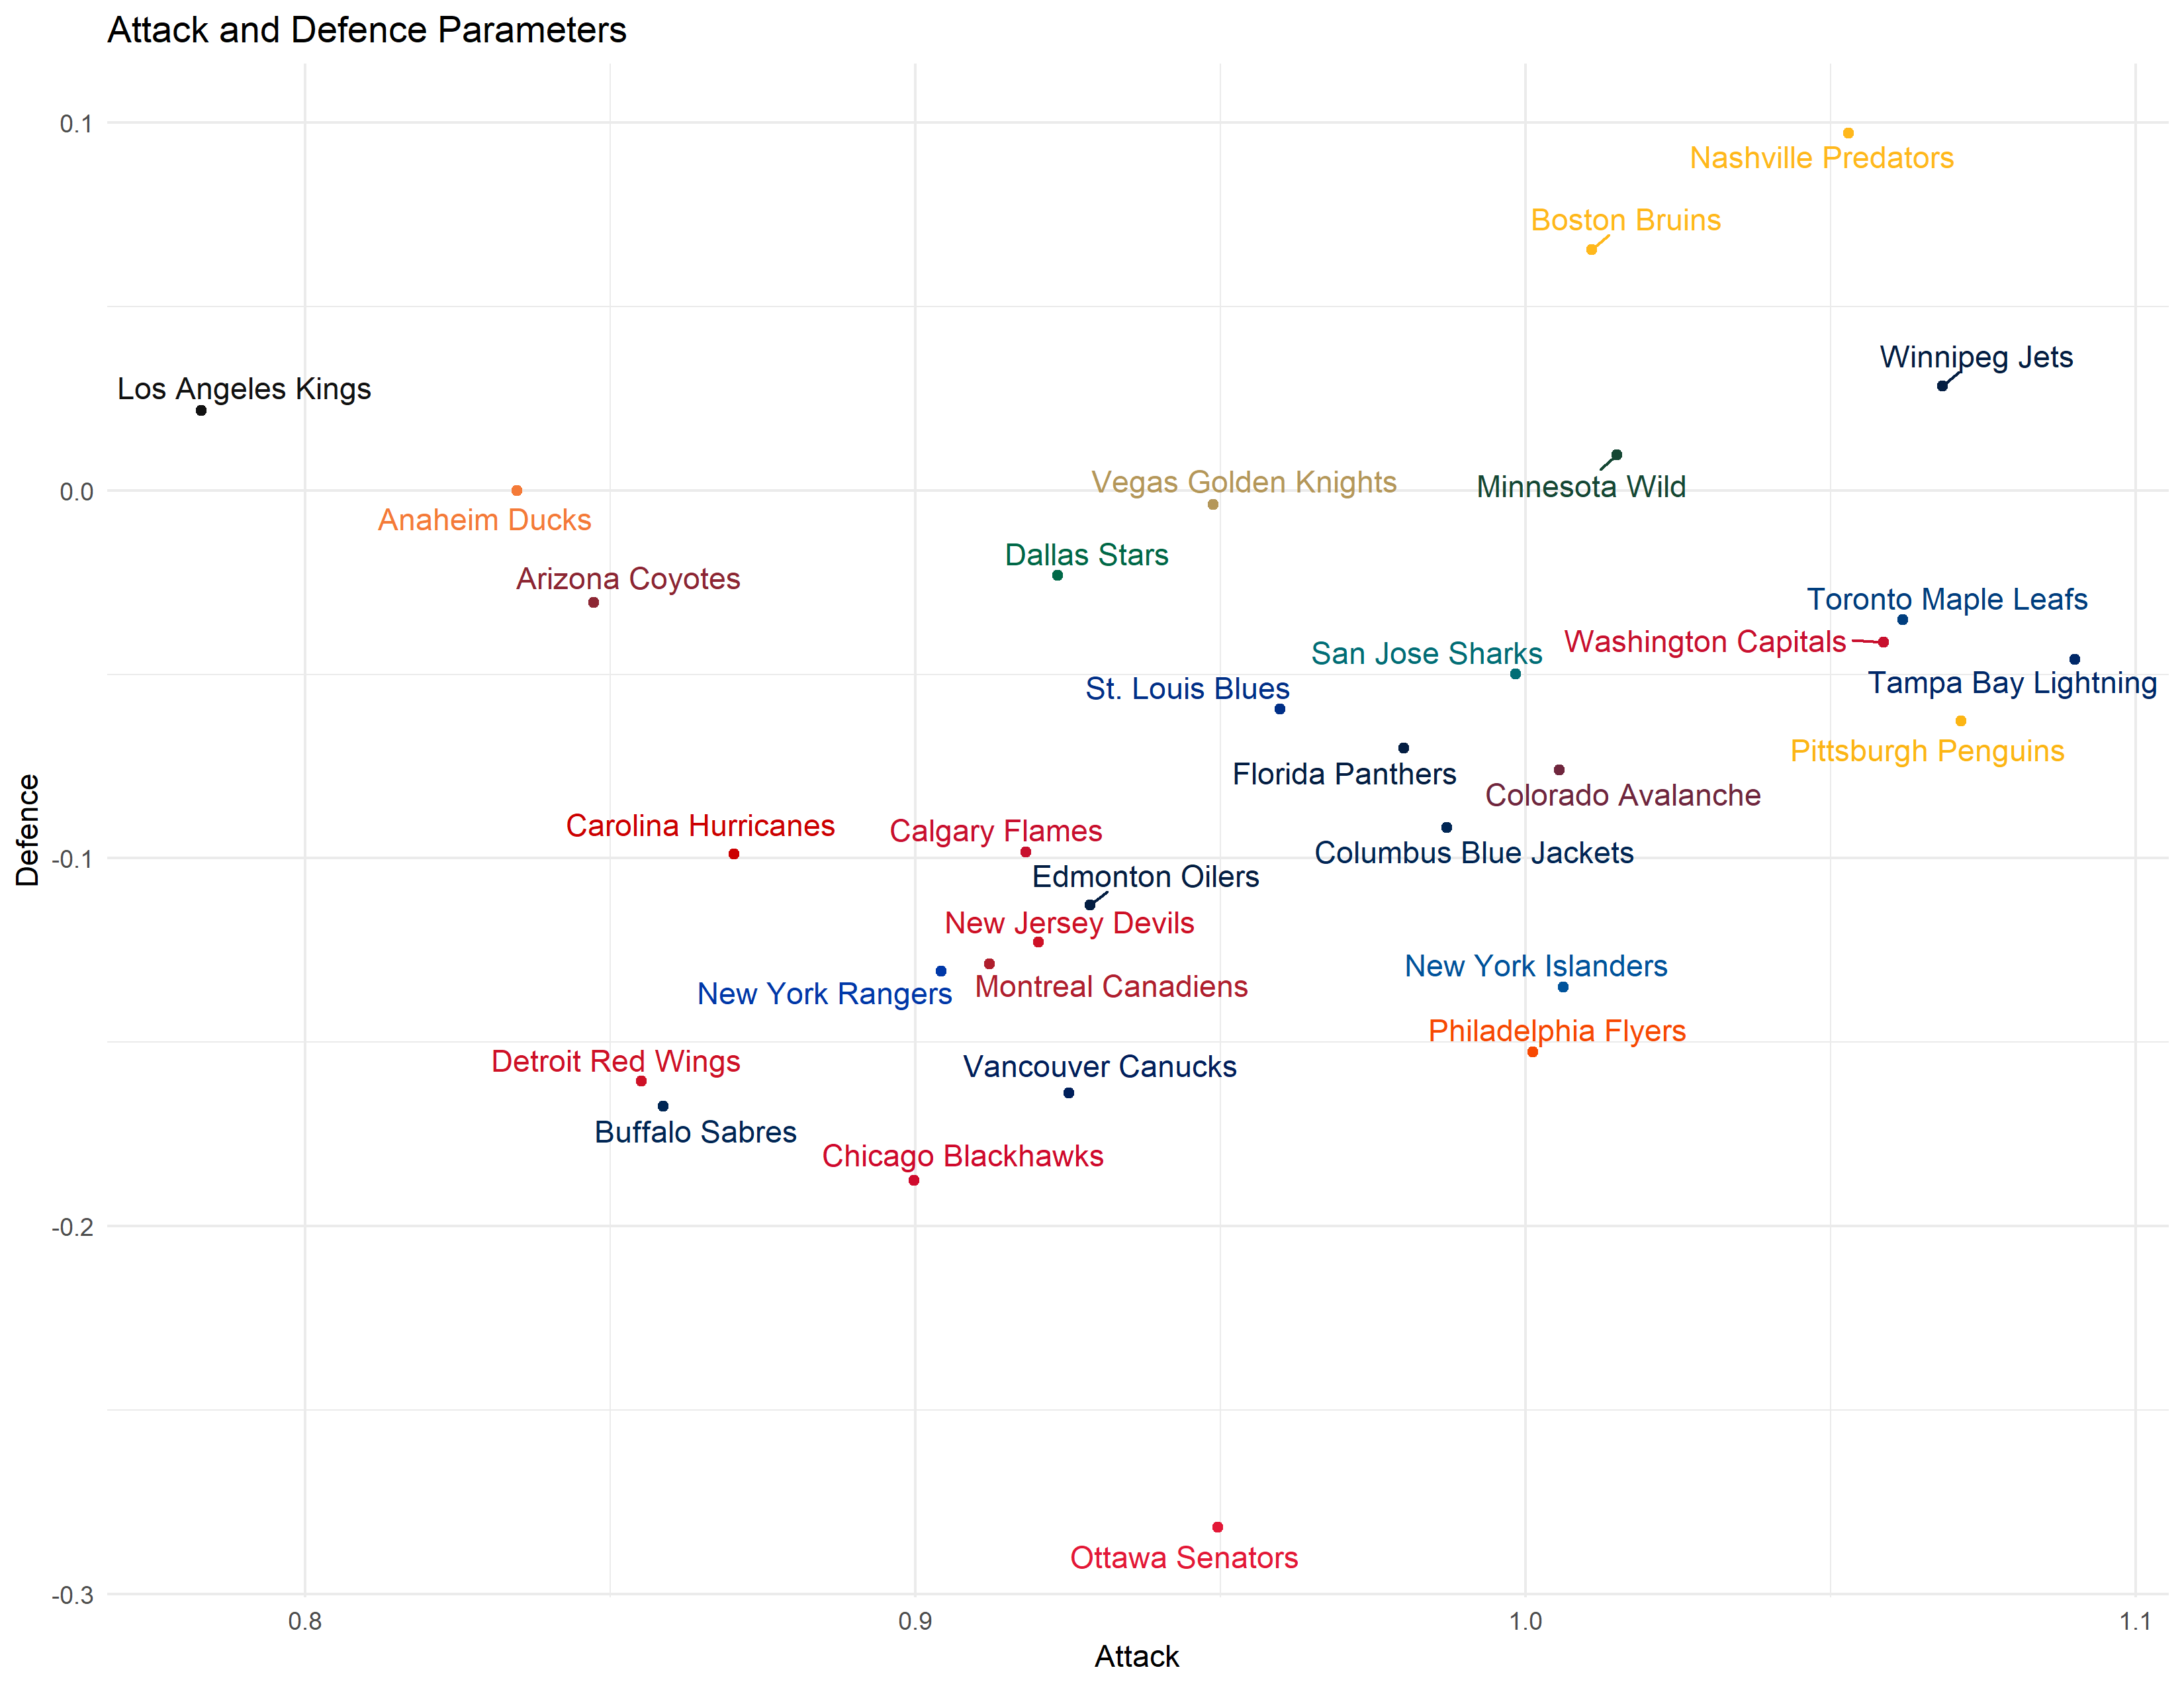 Attack and Defence Parameters
0.1
Nashville Predators
Boston Bruins
Winnipeg Jets
Los Angeles Kings
Vegas Golden Knights
Minnesota Wild
0.0
Anaheim Ducks
Dallas Stars
Arizona Coyotes
Toronto Maple Leafs
Washington Capitals
San Jose Sharks
Tampa Bay Lightning
St. Louis Blues
Pittsburgh Penguins
Florida Panthers
Colorado Avalanche
Carolina Hurricanes
Calgary Flames
Defence
Columbus Blue Jackets
-0.1
Edmonton Oilers
New Jersey Devils
New York Islanders
Montreal Canadiens
New York Rangers
Philadelphia Flyers
Detroit Red Wings
Vancouver Canucks
Buffalo Sabres
Chicago Blackhawks
-0.2
Ottawa Senators
-0.3
0.8
0.9
1.0
1.1
Attack